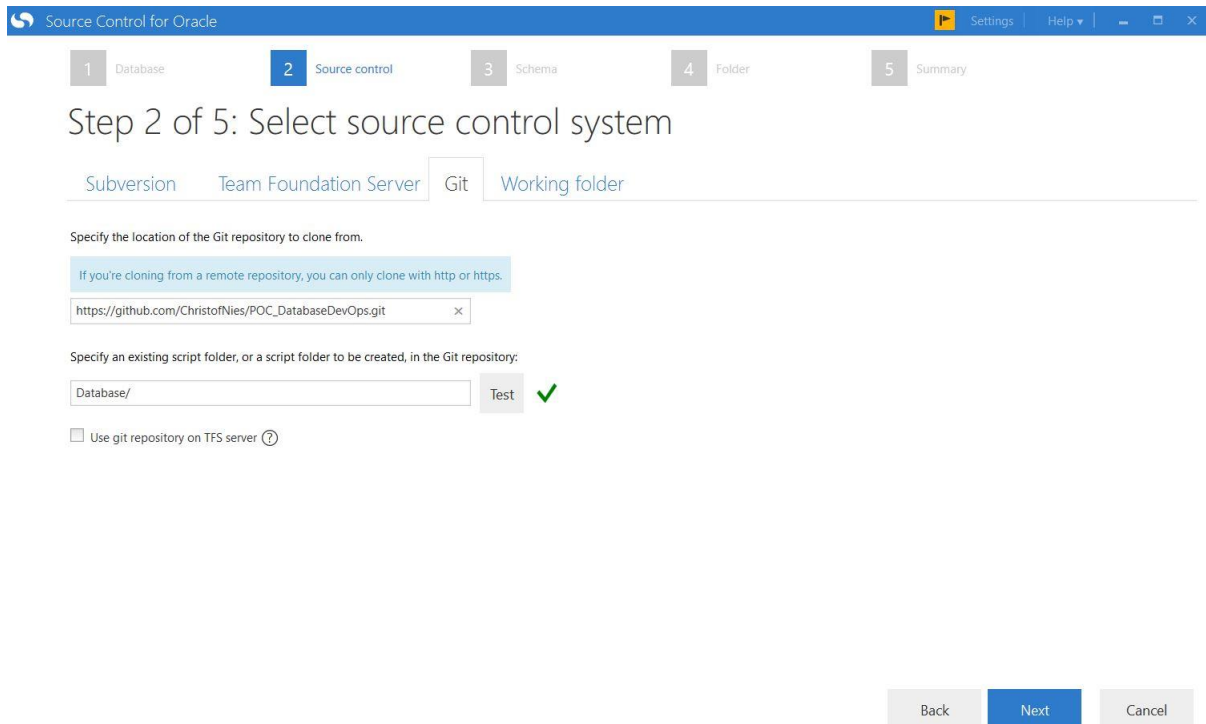 Source Control for Oracle
Settings
Help
1 Database
2 Source control
3 Schema
4 Folder
5 Summary
Step 2 of 5: Select source control system
Subversion
Team Foundation Server
Git
Working folder
Specify the location of the Git repository to clone from.
If you're cloning from a remote repository, you can only clone with http or https.
https://github.com/ChristofNies/POC_DatabaseDevOps.git
Specify an existing script folder, or a script folder to be created, in the Git repository:
Database/
Test
Use git repository on TFS server ?
Back
Next
Cancel